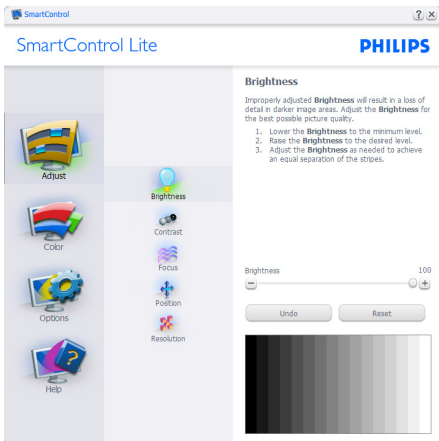 SmartControl
SmartControl Lite
PHILIPS
Adjust
Color
Options
Help
Brightness
Contrast
Focus
Position
Resolution
Brightness
Improperly adjusted Brightness will result in a loss of
detail in darker image areas. Adjust the Brightness for
the best possible picture quality.
1. Lower the Brightness to the minimum level.
2. Rase the Brightness to the desired level.
3. Adjust the Brightness as needed to achieve
an equal separation of the stripes.
Brightness 100
Undo Reset